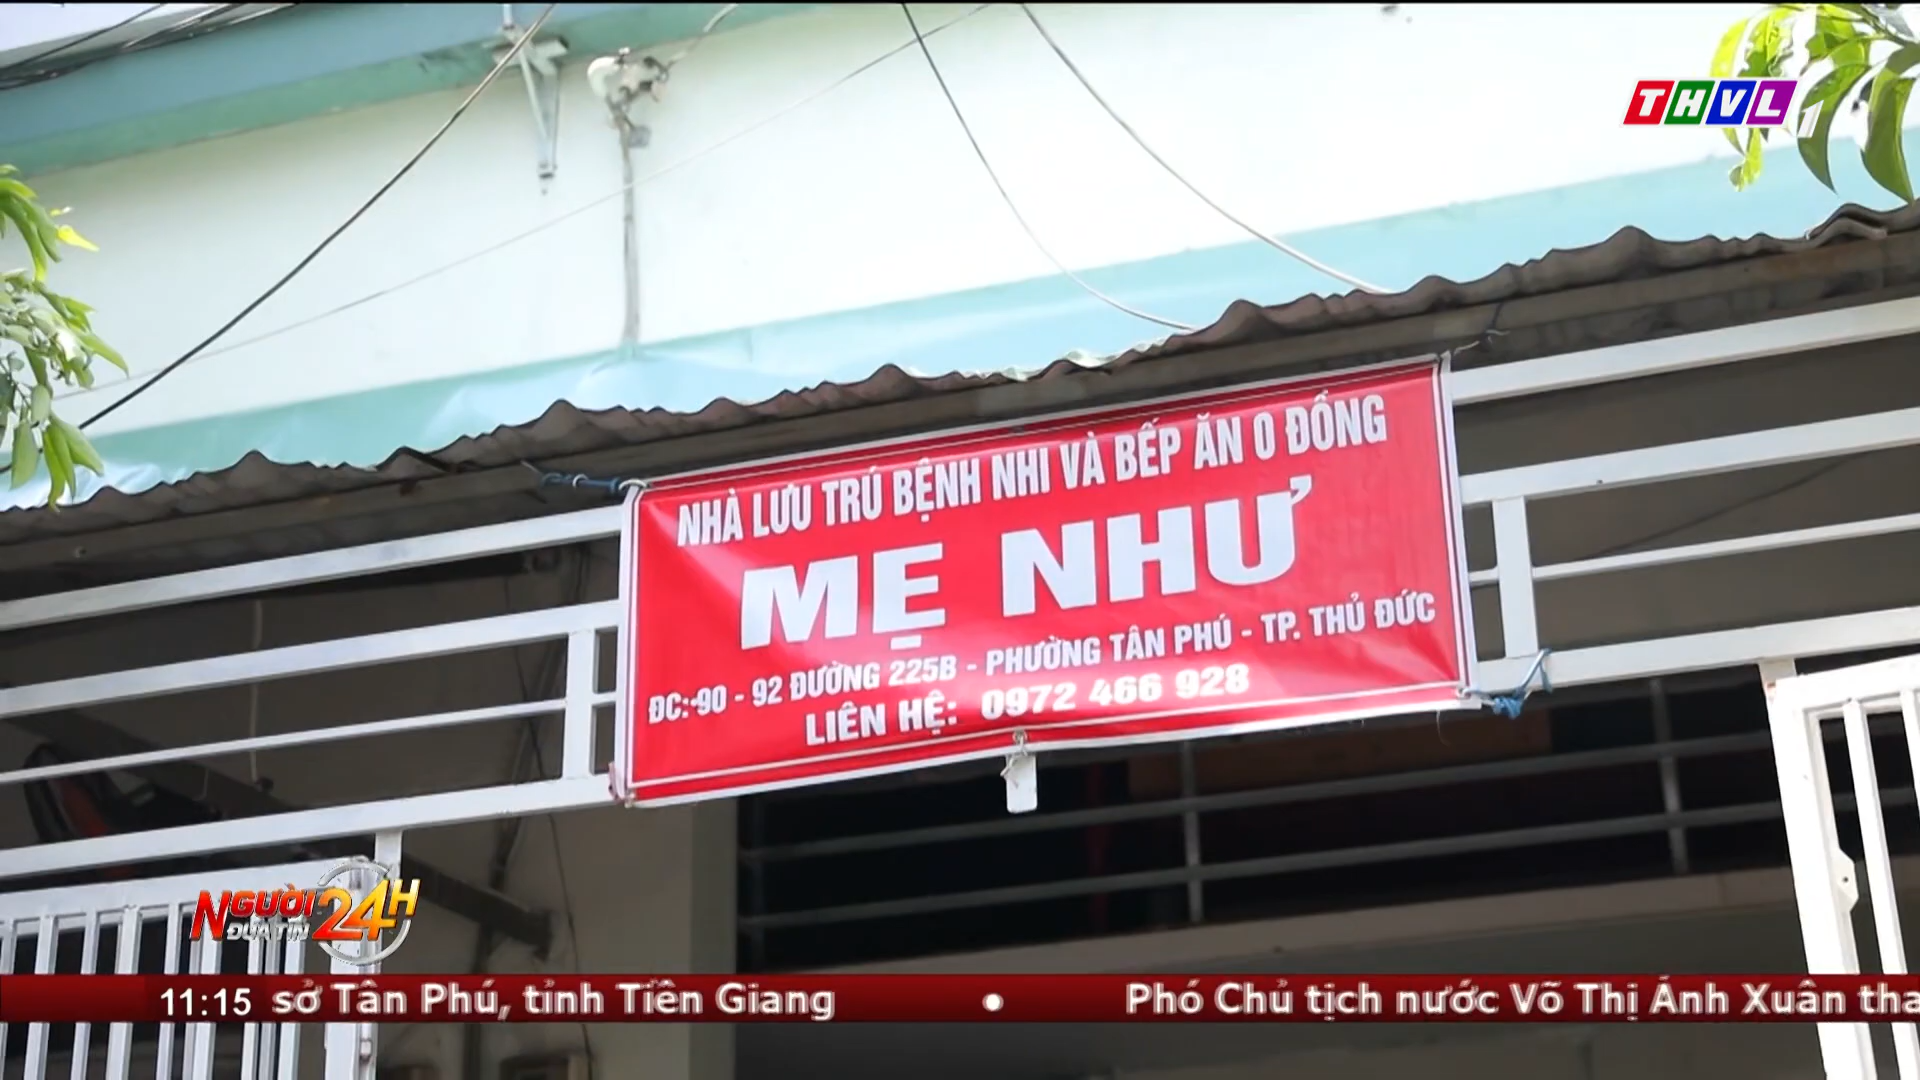 THVL 1
NHÀ LƯU TRÚ BỆNH NHI VÀ BẾP ĂN 0 ĐỒNG
MẸ NHƯ
ĐC: 90 - 92 ĐƯỜNG 225B - PHƯỜNG TÂN PHÚ - TP. THỦ ĐỨC
LIÊN HỆ: 0972 466 928
NGƯỜI ĐƯA TIN 24H
11:15 sở Tân Phú, tỉnh Tiền Giang • Phó Chủ tịch nước Võ Thị Ánh Xuân tha